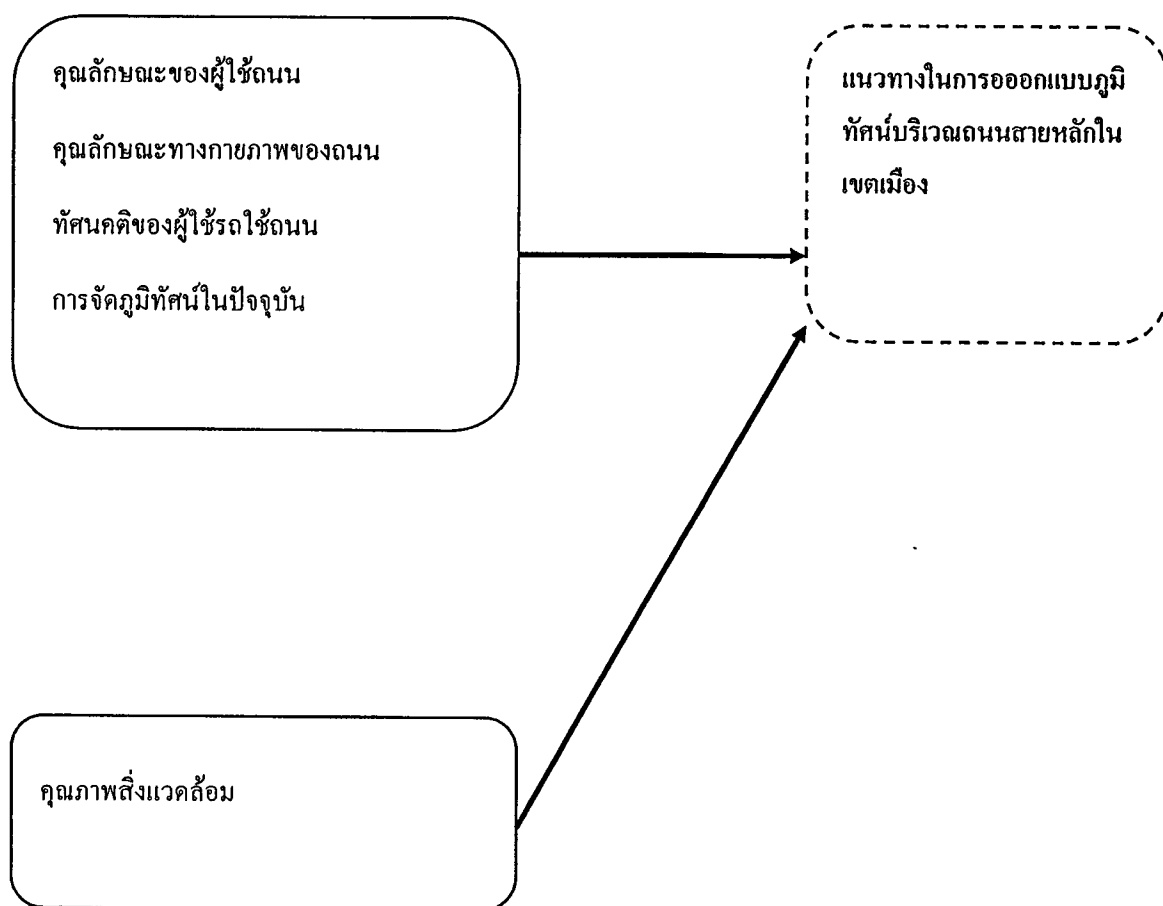 คุณลักษณะของผู้ใช้ถนน
คุณลักษณะทางกายภาพของถนน
ทัศนคติของผู้ใช้รถใช้ถนน
การจัดภูมิทัศน์ในปัจจุบัน
แนวทางในการอออกแบบภูมิ
ทัศน์บริเวณถนนสายหลักใน
เขตเมือง
คุณภาพสิ่งแวดล้อม